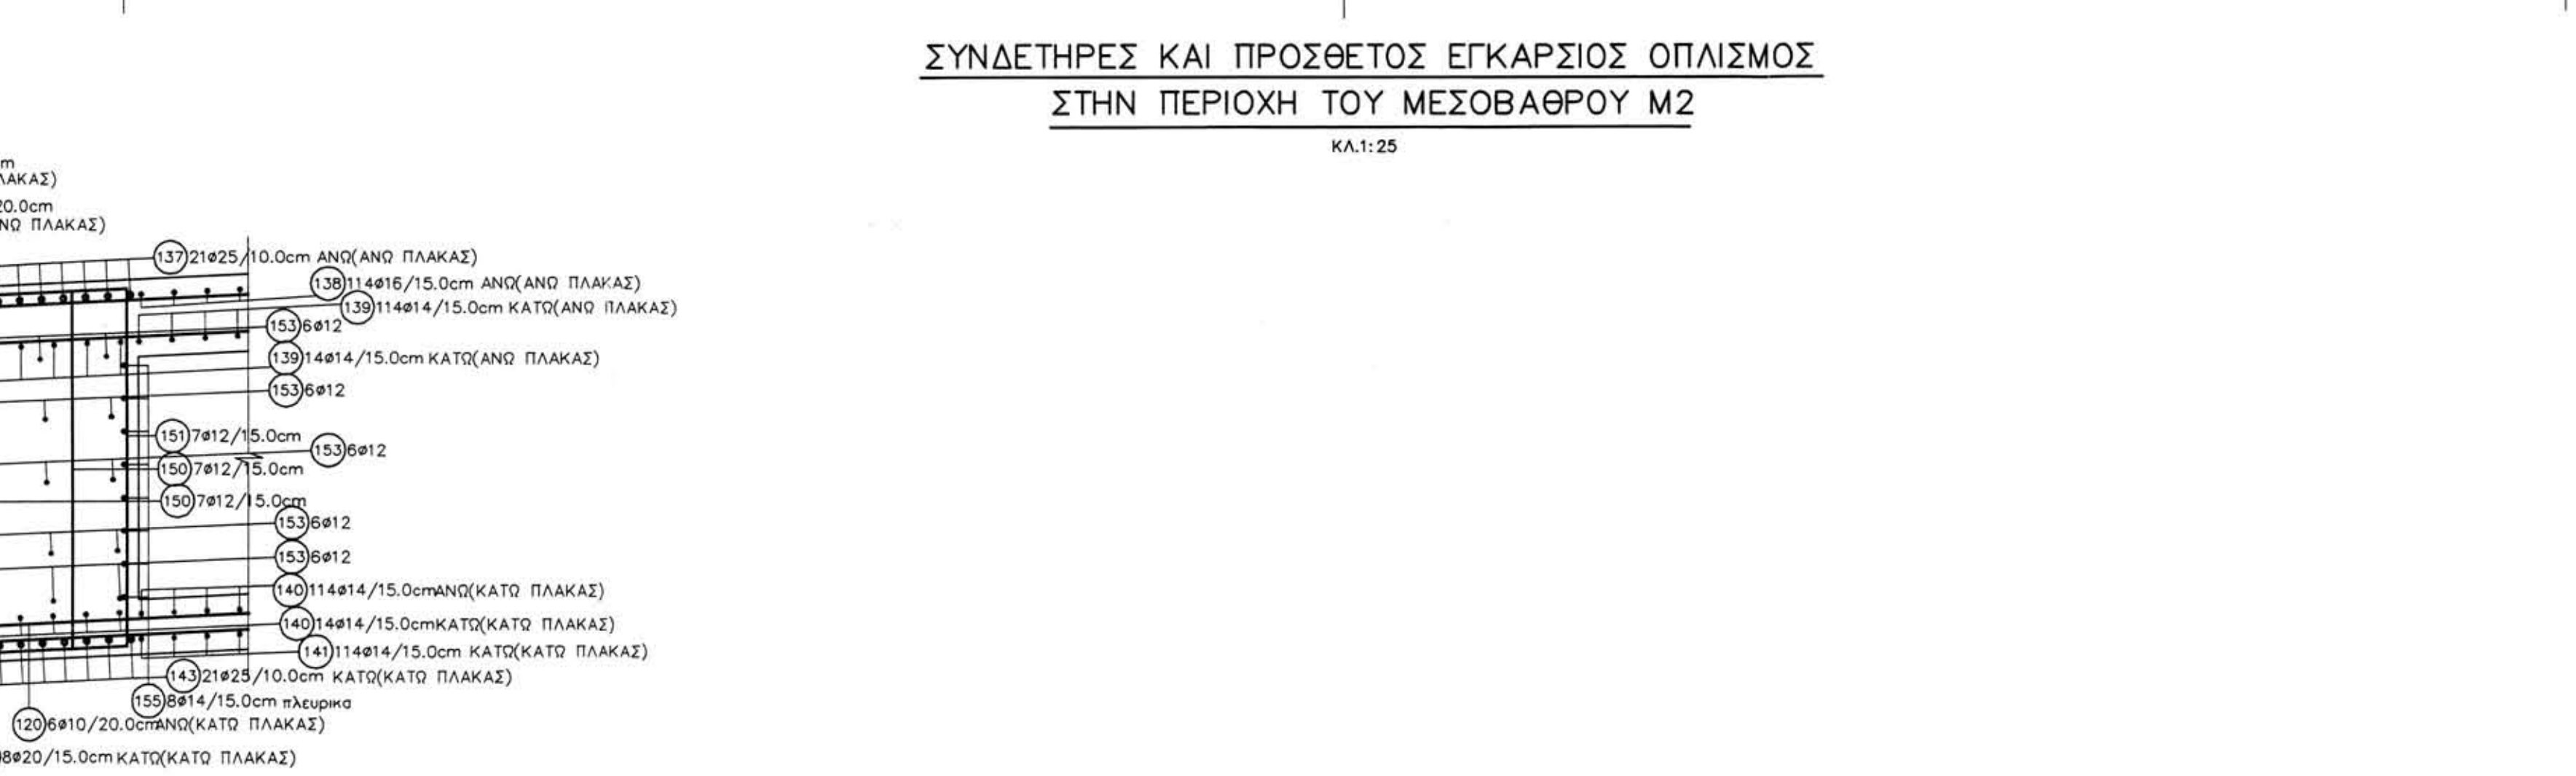 ΣΥΝΔΕΤΗΡΕΣ ΚΑΙ ΠΡΟΣΘΕΤΟΣ ΕΓΚΑΡΣΙΟΣ ΟΠΛΙΣΜΟΣ
ΣΤΗΝ ΠΕΡΙΟΧΗ ΤΟΥ ΜΕΣΟΒΑΘΡΟΥ Μ2
ΚΛ.1:25
m
ΛΑΚΑΣ)
20.0cm
ΝΩ ΠΛΑΚΑΣ)
137 21ø25/10.0cm ΑΝΩ(ΑΝΩ ΠΛΑΚΑΣ)
138 114ø16/15.0cm ΑΝΩ(ΑΝΩ ΠΛΑΚΑΣ)
139 114ø14/15.0cm ΚΑΤΩ(ΑΝΩ ΠΛΑΚΑΣ)
153 6ø12
139 14ø14/15.0cm ΚΑΤΩ(ΑΝΩ ΠΛΑΚΑΣ)
153 6ø12
151 7ø12/15.0cm
153 6ø12
150 7ø12/15.0cm
150 7ø12/15.0cm
153 6ø12
153 6ø12
140 114ø14/15.0cmΑΝΩ(ΚΑΤΩ ΠΛΑΚΑΣ)
140 14ø14/15.0cmΚΑΤΩ(ΚΑΤΩ ΠΛΑΚΑΣ)
141 114ø14/15.0cm ΚΑΤΩ(ΚΑΤΩ ΠΛΑΚΑΣ)
143 21ø25/10.0cm ΚΑΤΩ(ΚΑΤΩ ΠΛΑΚΑΣ)
155 8ø14/15.0cm πλευρικα
120 6ø10/20.0cmΑΝΩ(ΚΑΤΩ ΠΛΑΚΑΣ)
8ø20/15.0cm ΚΑΤΩ(ΚΑΤΩ ΠΛΑΚΑΣ)